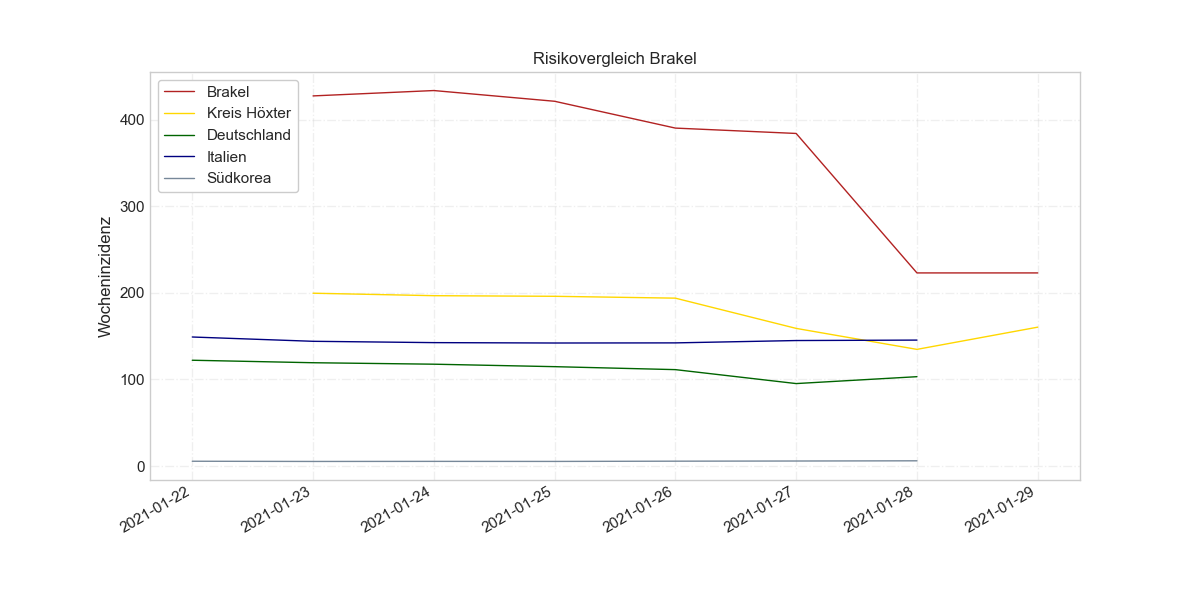 Risikovergleich Brakel
Brakel
Kreis Höxter
Deutschland
Italien
Südkorea
Wocheninzidenz
400
300
200
100
0
2021-01-22
2021-01-23
2021-01-24
2021-01-25
2021-01-26
2021-01-27
2021-01-28
2021-01-29